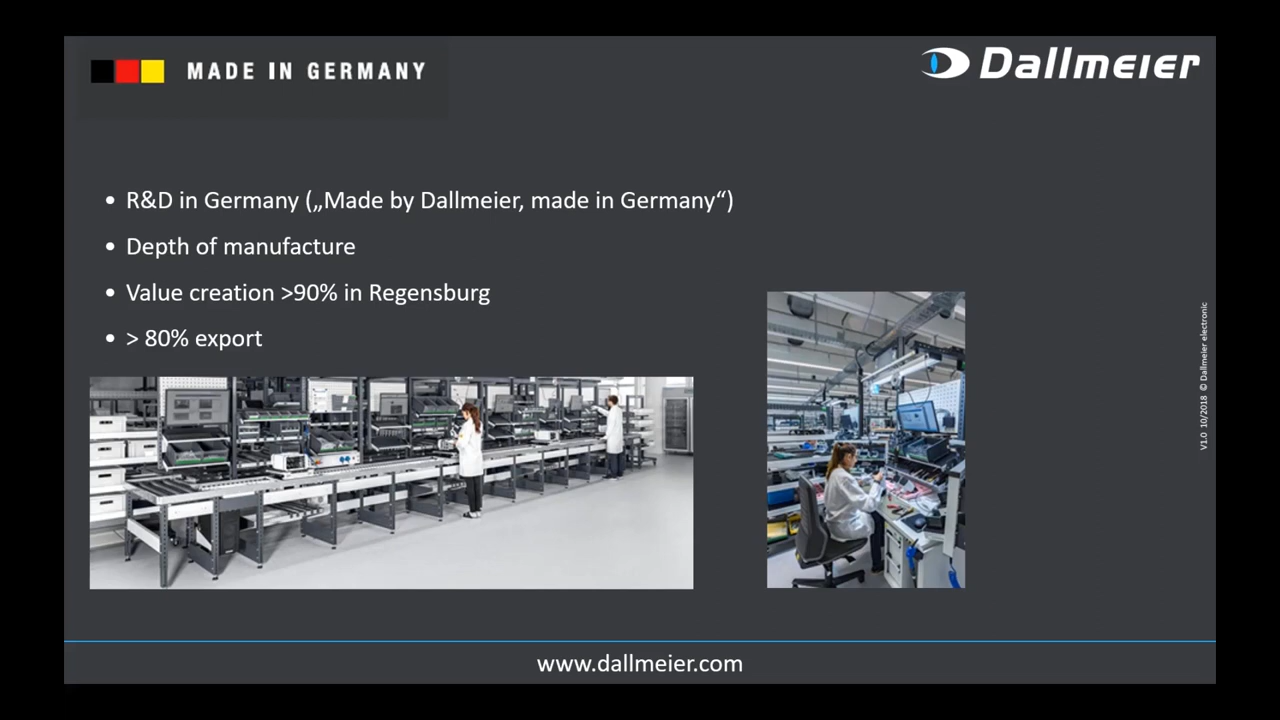 MADE IN GERMANY
Dallmeier
• R&D in Germany („Made by Dallmeier, made in Germany“)
• Depth of manufacture
• Value creation >90% in Regensburg
• > 80% export
V1.0 10/2018 © Dallmeier electronic
www.dallmeier.com